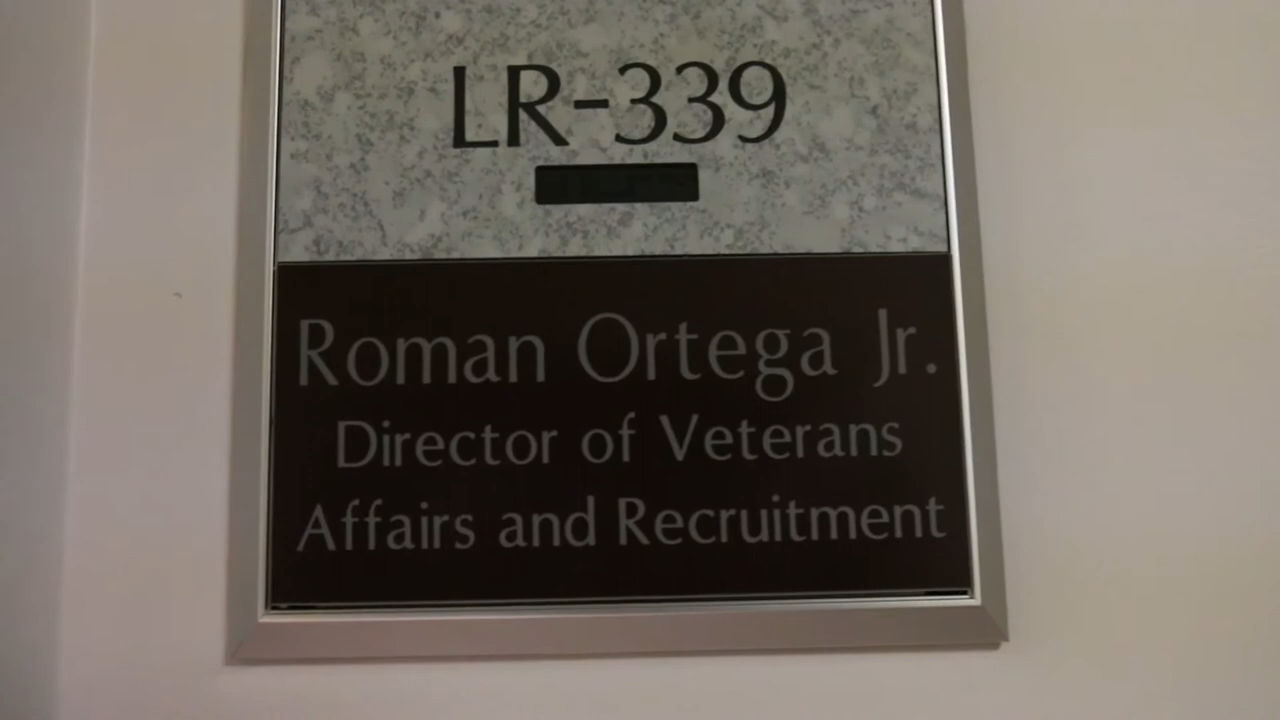 LR-339
Roman Ortega Jr.
Director of Veterans
Affairs and Recruitment